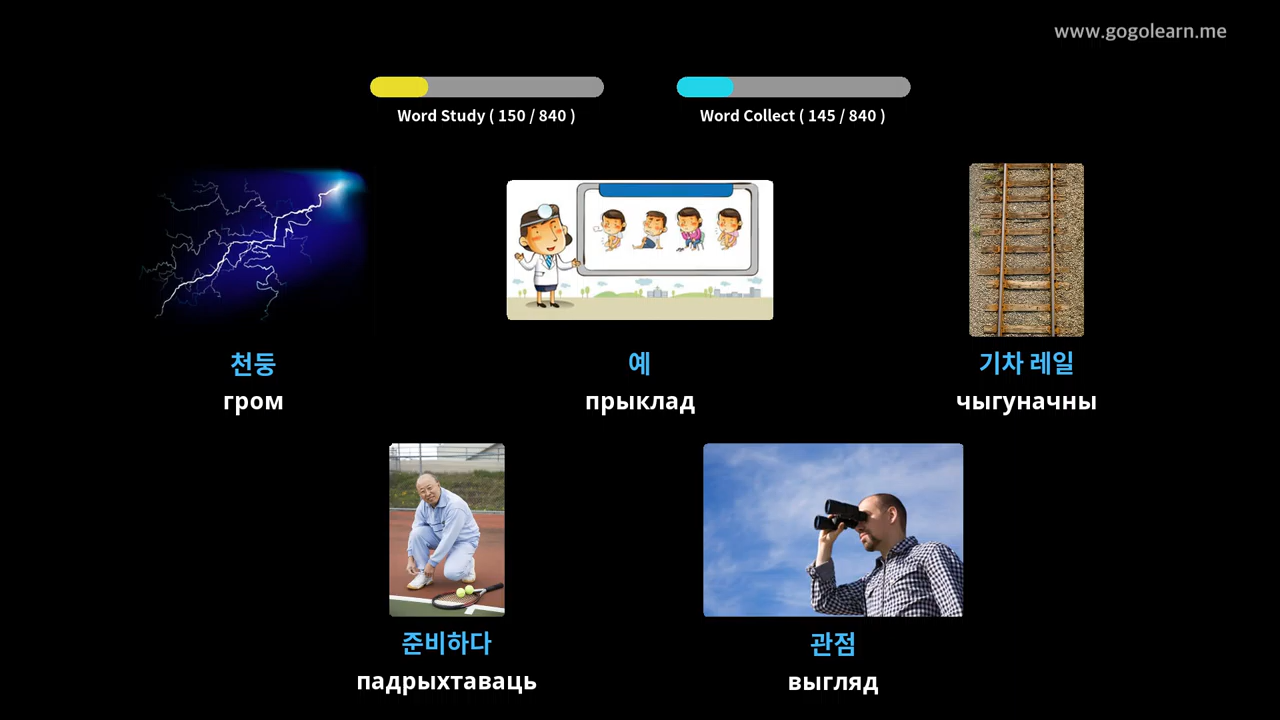 www.gogolearn.me
Word Study ( 150 / 840 )
Word Collect ( 145 / 840 )
천둥
гром
예
прыклад
기차 레일
чыгуначны
준비하다
падрыхтаваць
관점
выгляд